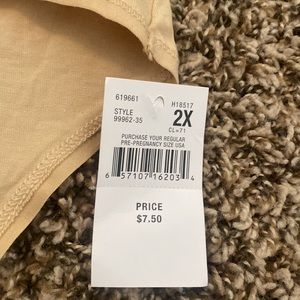 619661
H18517
STYLE
99962-35
2X
CL=71
PURCHASE YOUR REGULAR
PRE-PREGNANCY SIZE USA
6 57107 16203 4
PRICE
$7.50